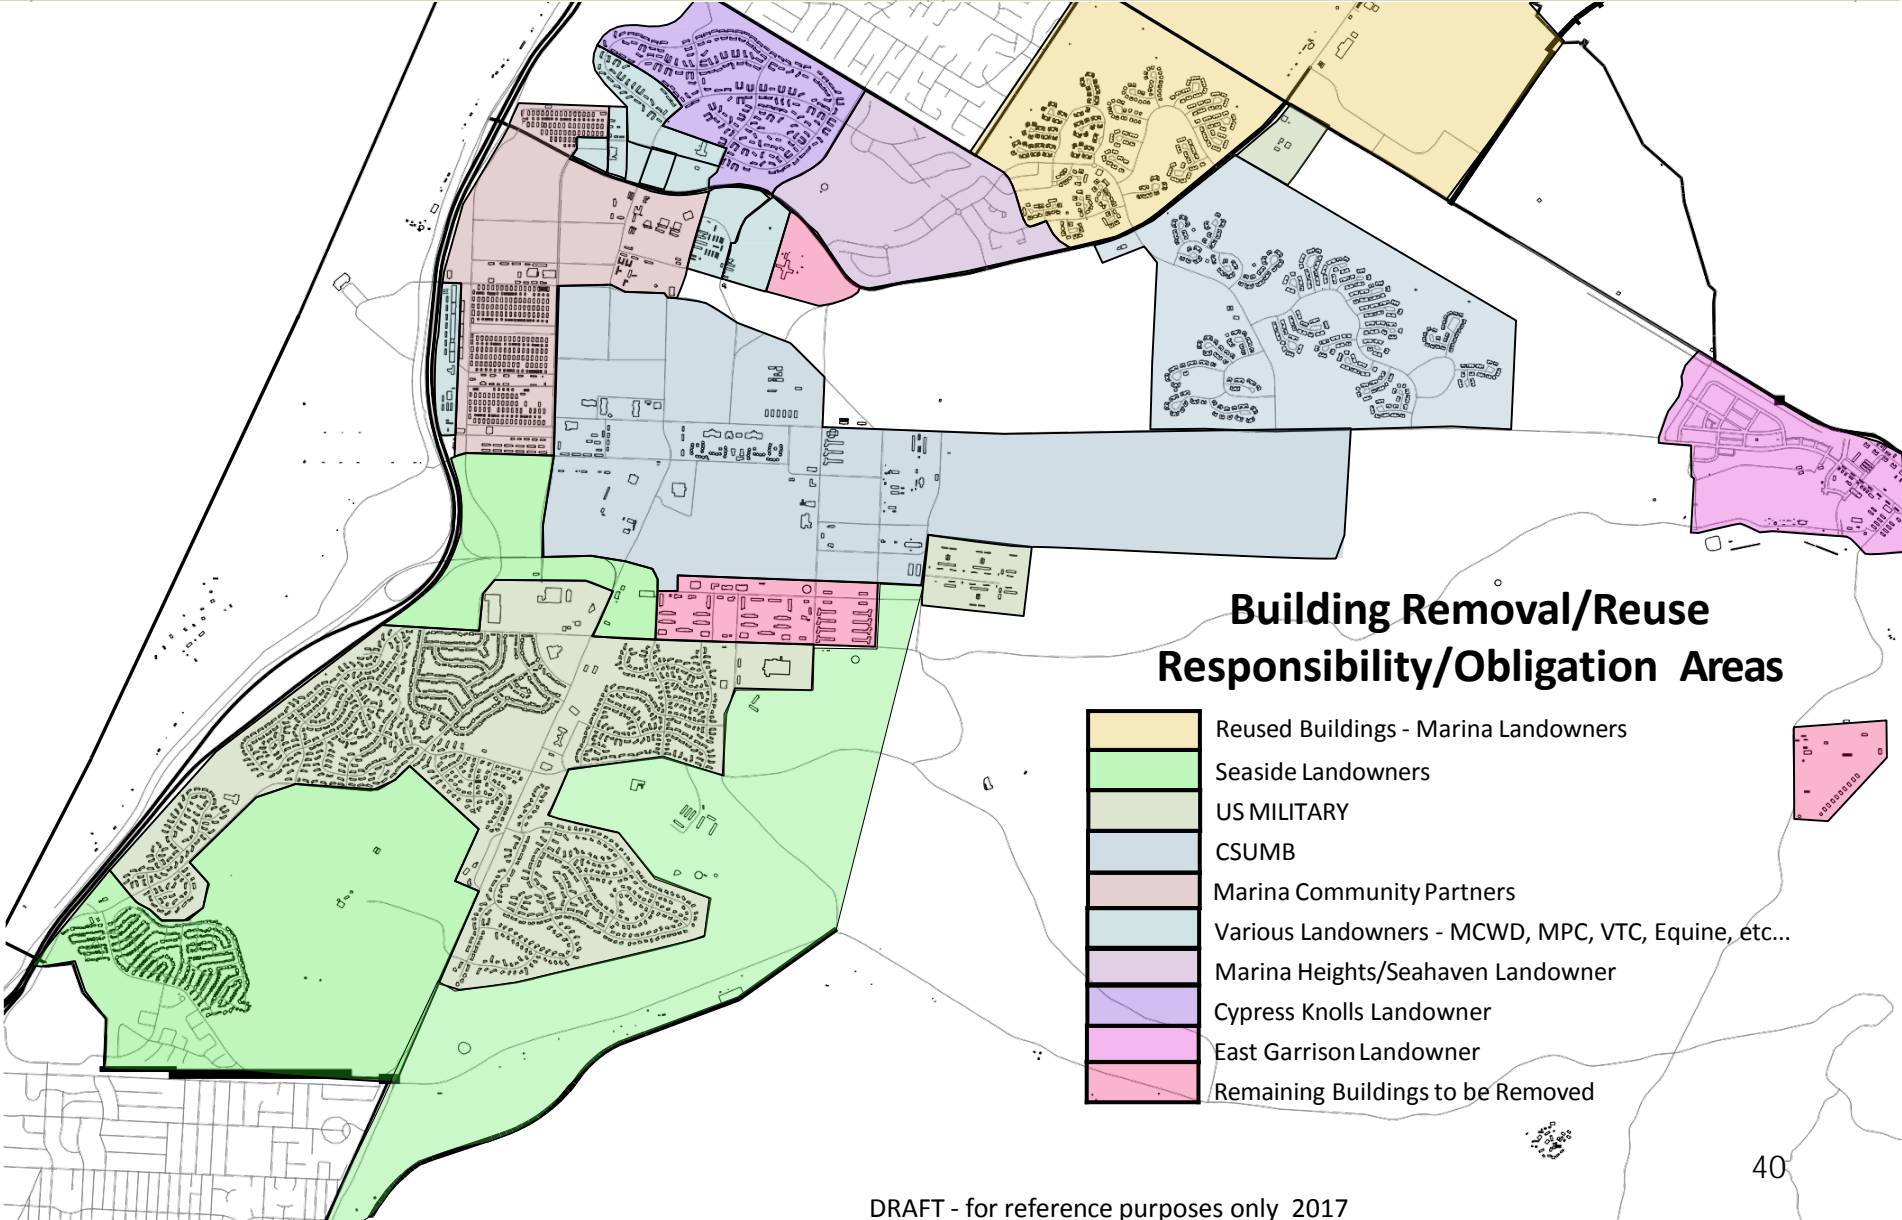 Building Removal/Reuse
Responsibility/Obligation Areas
Reused Buildings - Marina Landowners
Seaside Landowners
US MILITARY
CSUMB
Marina Community Partners
Various Landowners - MCWD, MPC, VTC, Equine, etc...
Marina Heights/Seahaven Landowner
Cypress Knolls Landowner
East Garrison Landowner
Remaining Buildings to be Removed
40
DRAFT - for reference purposes only 2017